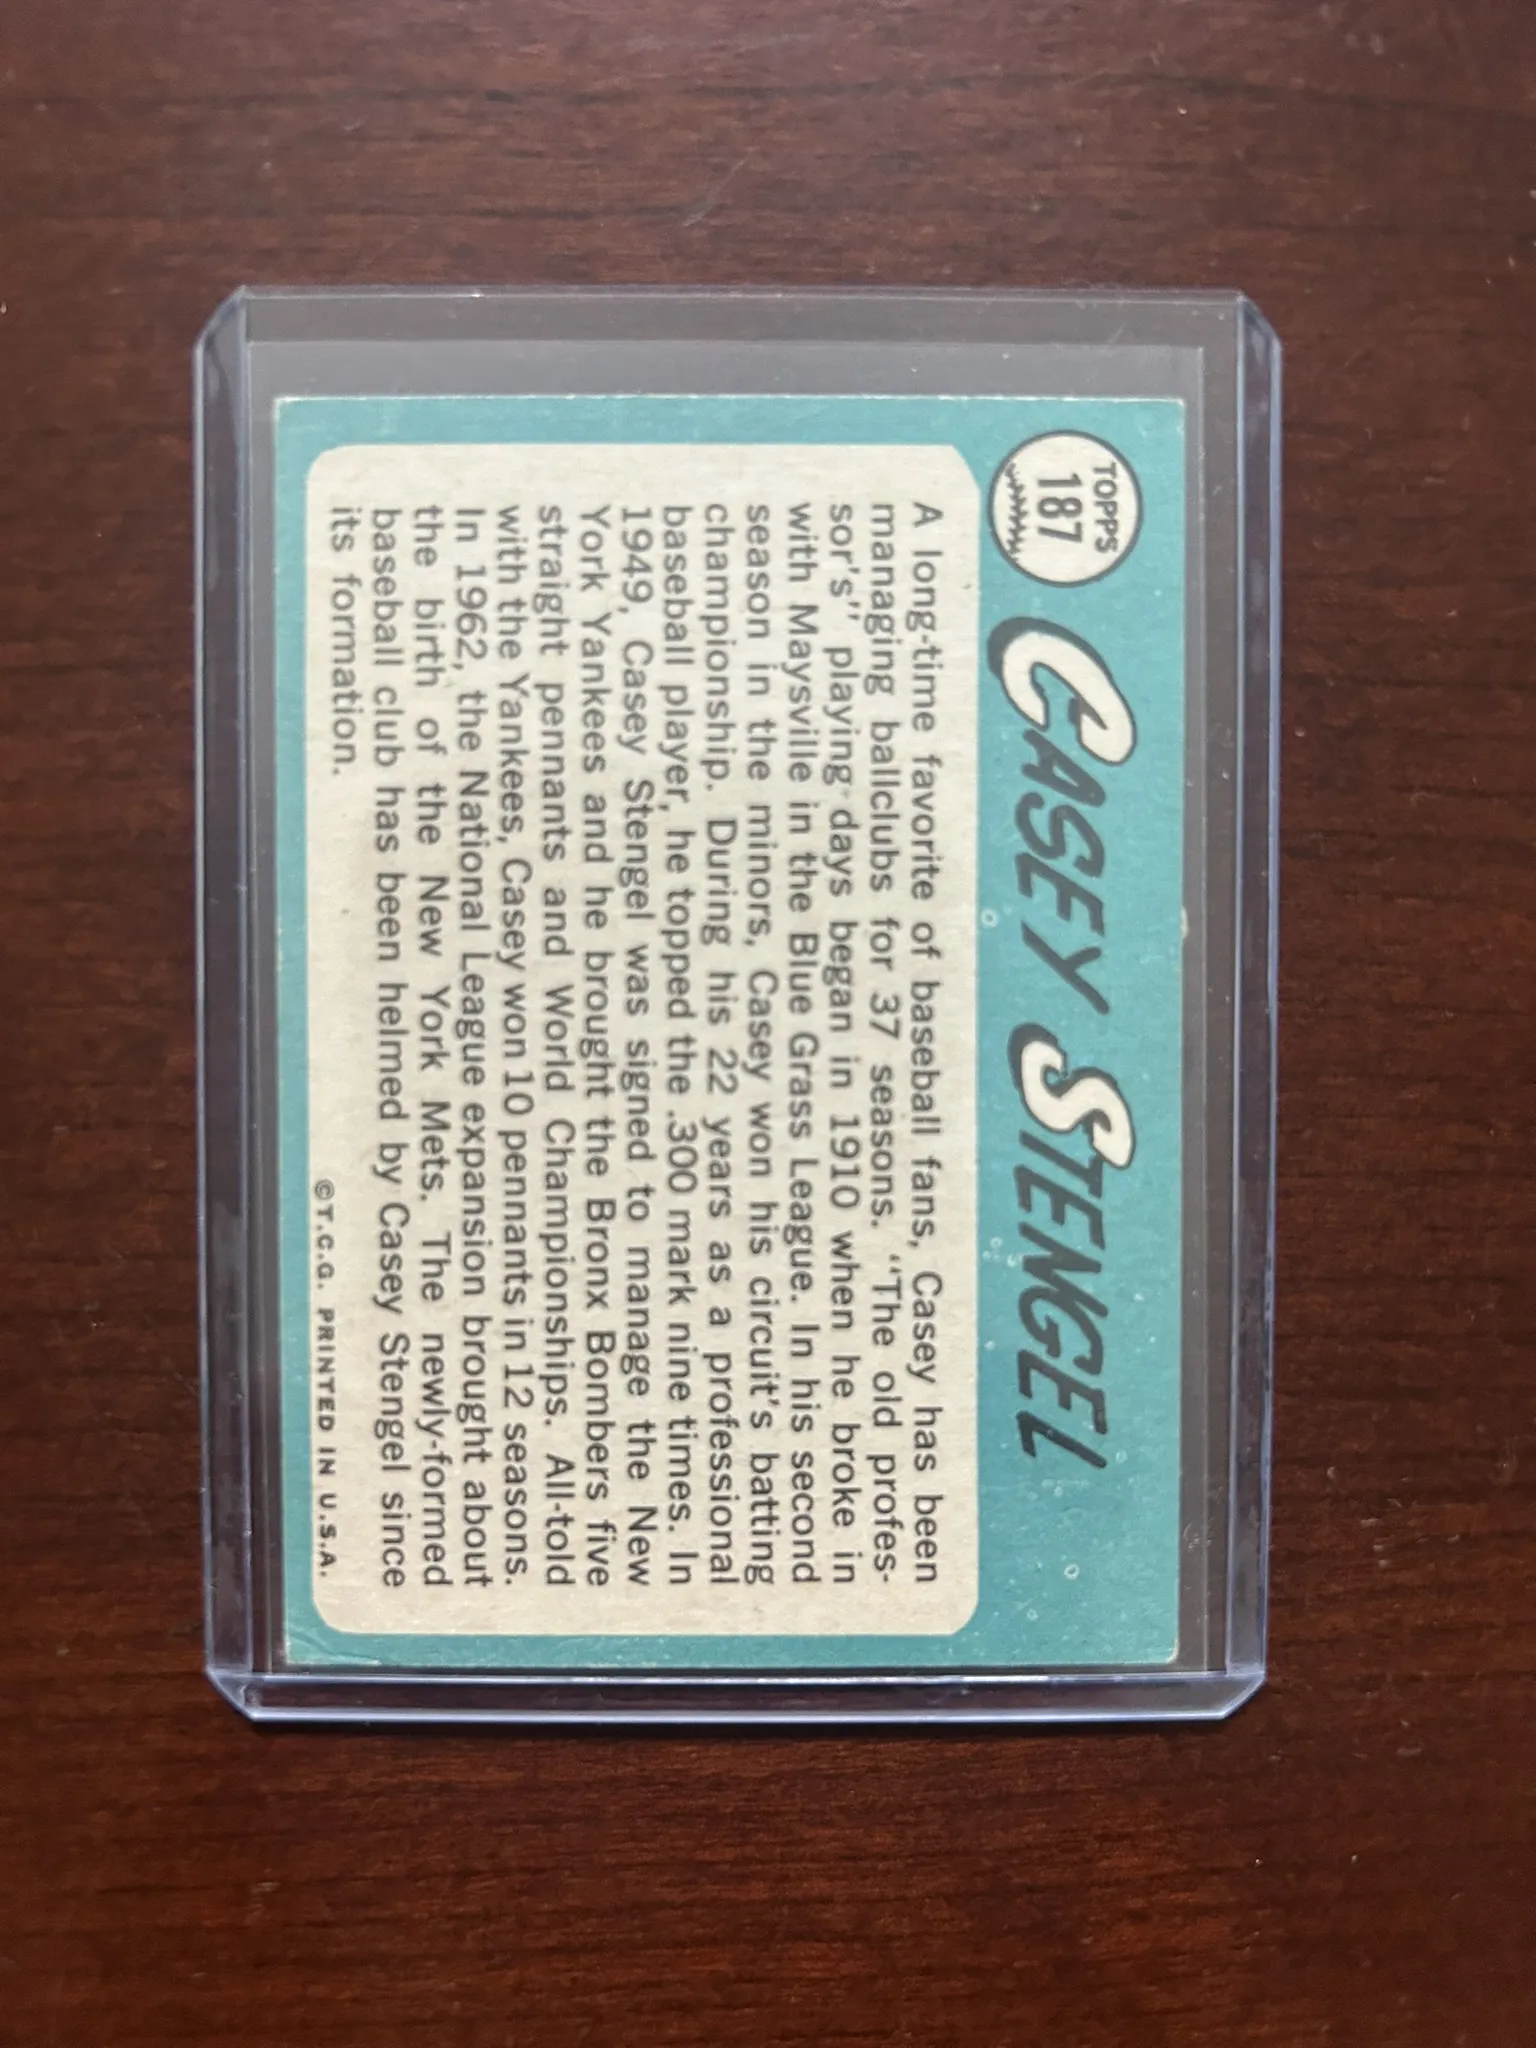 TOPPS
187
CASEY STENGEL
A long-time favorite of baseball fans, Casey has been
managing ballclubs for 37 seasons. "The old profes-
sor's" playing days began in 1910 when he broke in
with Maysville in the Blue Grass League. In his second
season in the minors, Casey won his circuit's batting
championship. During his 22 years as a professional
baseball player, he topped the .300 mark nine times. In
1949, Casey Stengel was signed to manage the New
York Yankees and he brought the Bronx Bombers five
straight pennants and World Championships. All-told
with the Yankees, Casey won 10 pennants in 12 seasons.
In 1962, the National League expansion brought about
the birth of the New York Mets. The newly-formed
baseball club has been helmed by Casey Stengel since
its formation.
©T.C.G. PRINTED IN U.S.A.